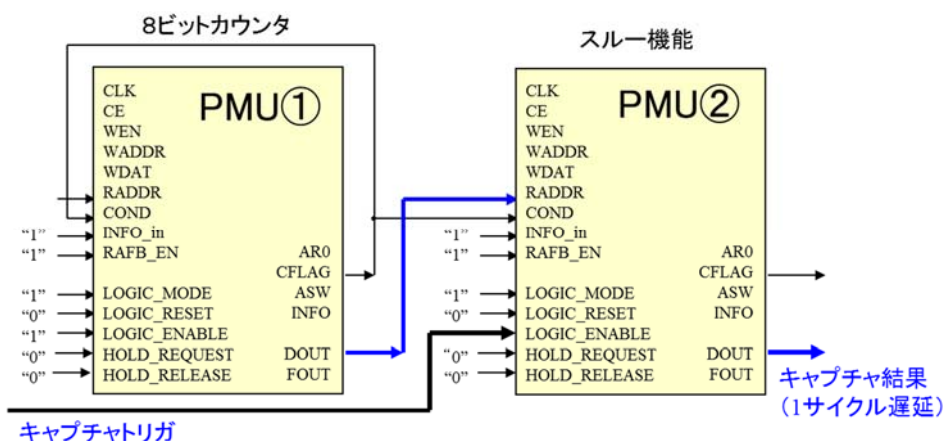 8ビットカウンタ
スルー機能
PMU①
CLK
CE
WEN
WADDR
WDAT
RADDR
COND
"1" INFO_in
"1" RAFB_EN
AR0
CFLAG
"1" LOGIC_MODE
ASW
"0" LOGIC_RESET
INFO
"1" LOGIC_ENABLE
"0" HOLD_REQUEST
DOUT
"0" HOLD_RELEASE
FOUT
PMU②
CLK
CE
WEN
WADDR
WDAT
RADDR
COND
"1" INFO_in
"1" RAFB_EN
AR0
CFLAG
"1" LOGIC_MODE
ASW
"0" LOGIC_RESET
INFO
LOGIC_ENABLE
"0" HOLD_REQUEST
DOUT
"0" HOLD_RELEASE
FOUT
キャプチャ結果
(1サイクル遅延)
キャプチャトリガ